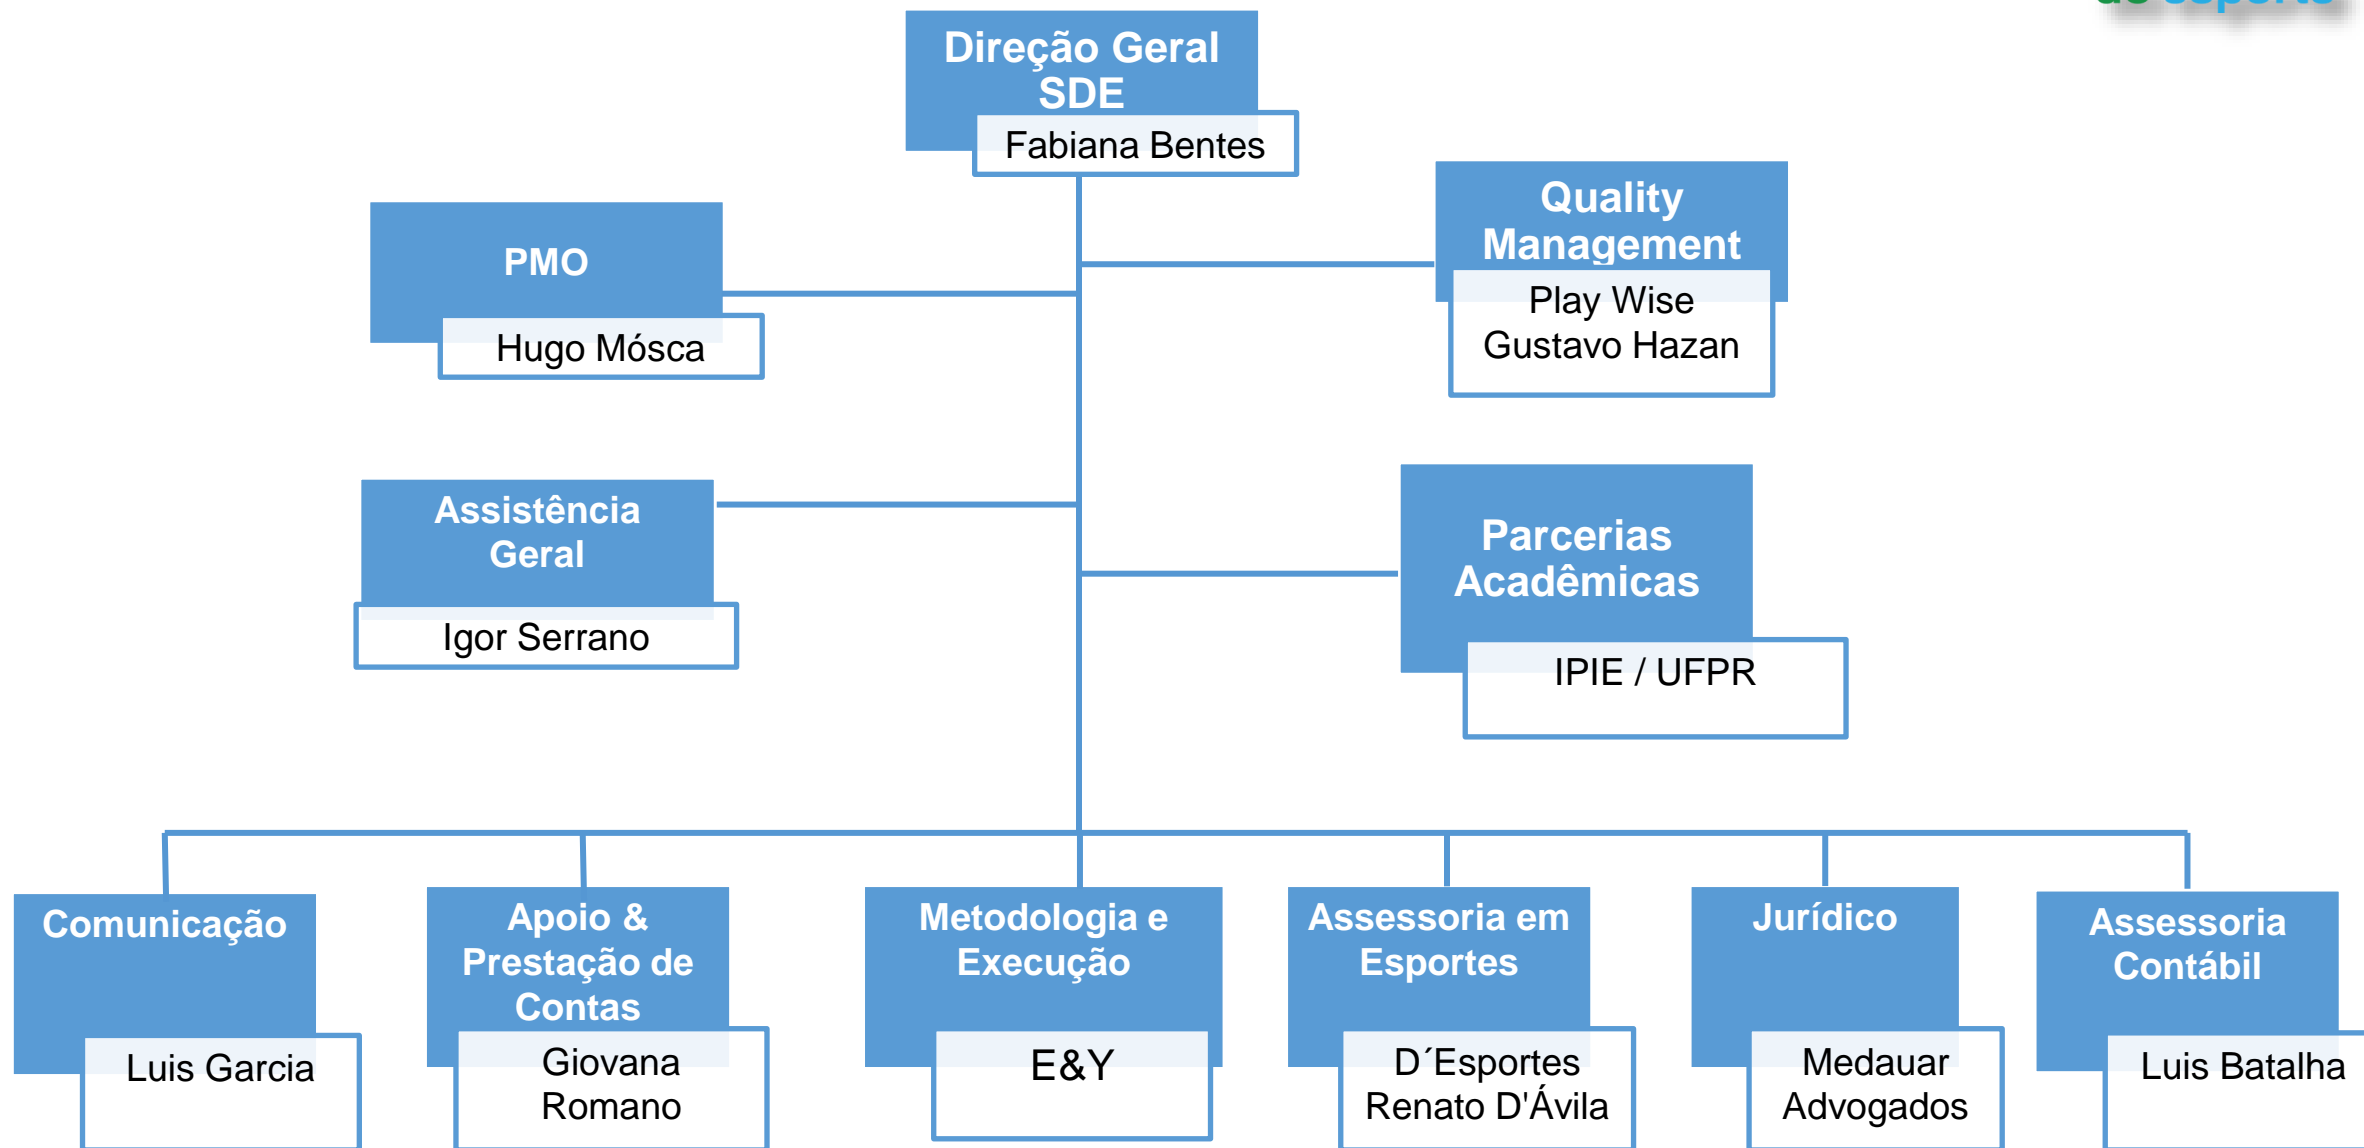 do esporte
Direção Geral
SDE
Fabiana Bentes
Quality
Management
Play Wise
Gustavo Hazan
PMO
Hugo Mósca
Assistência
Geral
Igor Serrano
Parcerias
Acadêmicas
IPIE / UFPR
Comunicação
Luis Garcia
Apoio &
Prestação de
Contas
Giovana
Romano
Metodologia e
Execução
E&Y
Assessoria em
Esportes
D´Esportes
Renato D'Ávila
Jurídico
Medauar
Advogados
Assessoria
Contábil
Luis Batalha